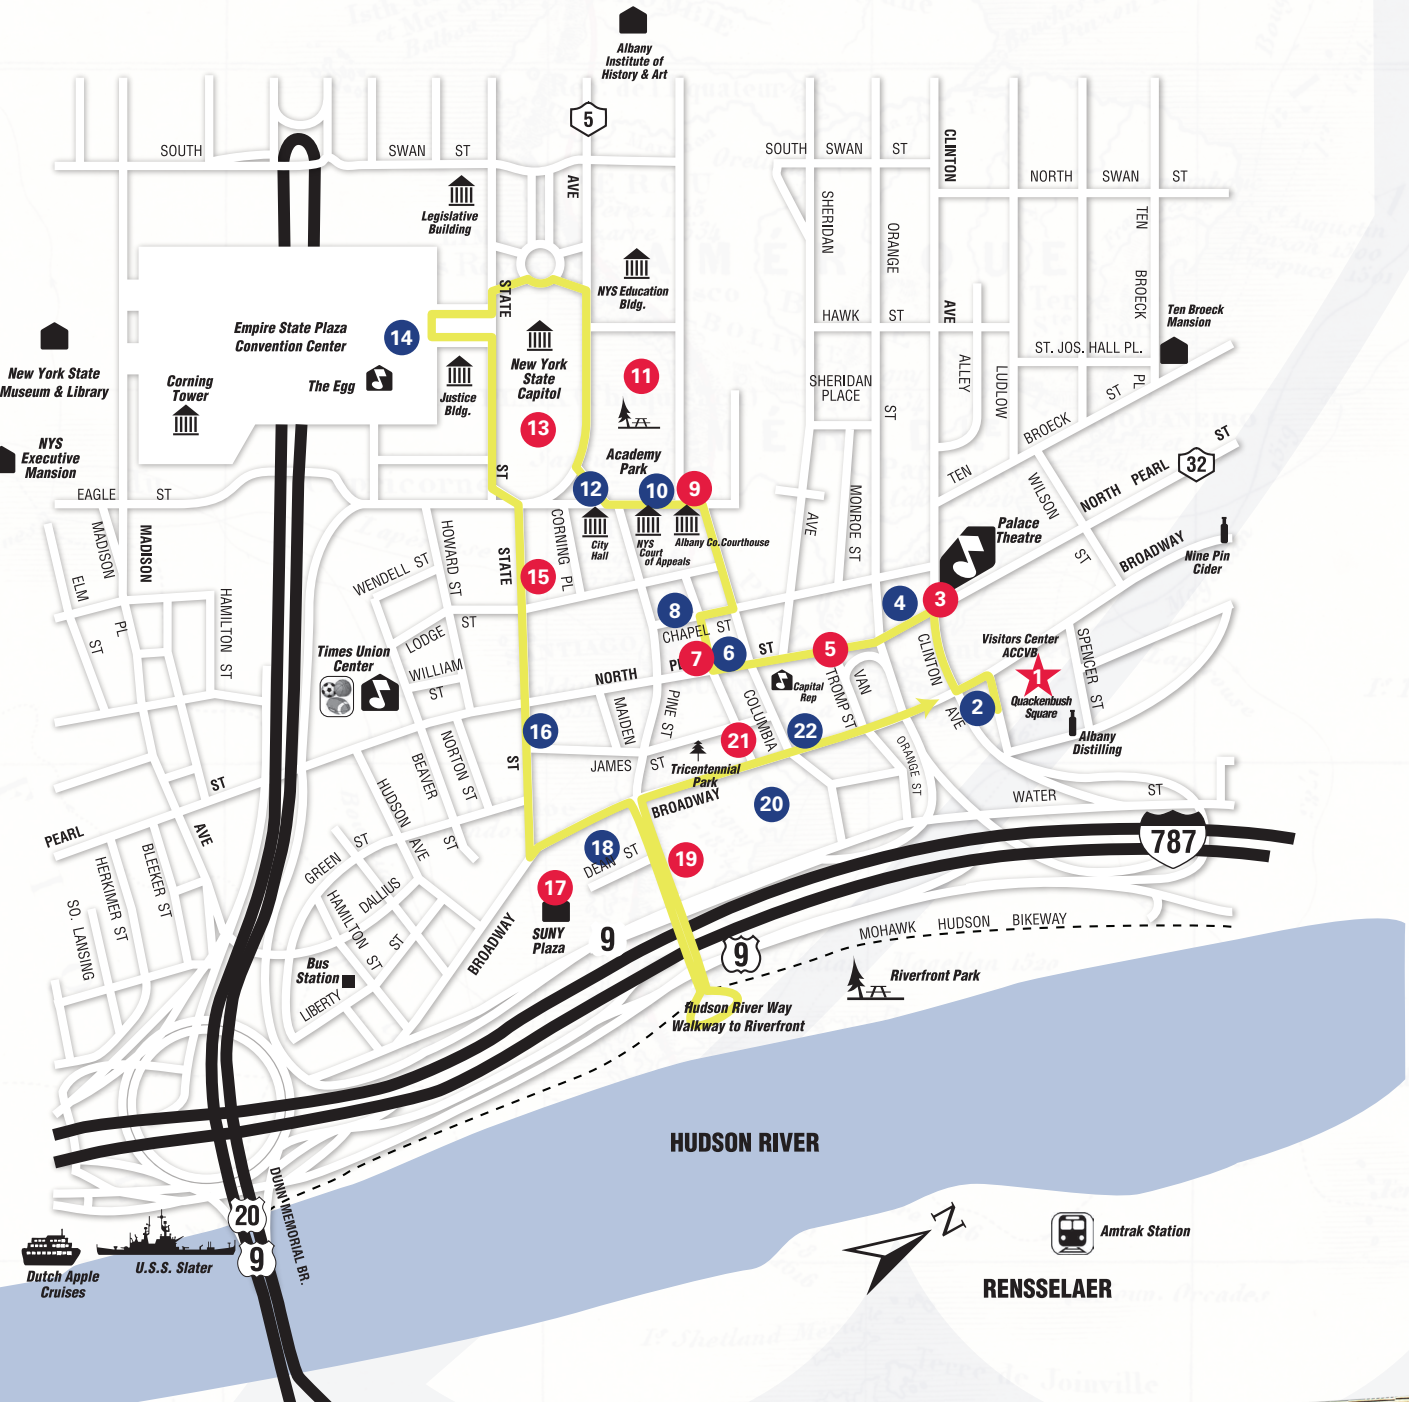 Albany
Institute of
History & Art
5
SOUTH
SWAN
ST
AVE
SOUTH
SWAN
ST
CLINTON
NORTH
SWAN
ST
Legislative
Building
SHERIDAN
ORANGE
TEN
BROECK
PL
NYS Education
Bldg.
STATE
ST
Empire State Plaza
Convention Center
14
The Egg
Corning
Tower
New York State
Museum & Library
NYS
Executive
Mansion
Justice
Bldg.
New York
State
Capitol
13
11
Academy
Park
HAWK
ST
AVE
SHERIDAN
PLACE
ST
ALLEY
LUDLOW
ST. JOS. HALL PL.
Ten Broeck
Mansion
TEN
BROECK
ST
NORTH
PEARL
ST
32
WILSON
ST
BROADWAY
Nine Pin
Cider
Palace
Theatre
EAGLE
ST
12
10
9
City
Hall
NYS
Court
of Appeals
Albany Co. Courthouse
AVE
MONROE ST
MADISON
PL
MADISON
ELM
ST
HAMILTON
ST
WENDELL ST
HOWARD
ST
STATE
CORNING
PL
15
LODGE
ST
WILLIAM
ST
8
CHAPEL
ST
4
3
7
6
NORTH
ST
5
CLINTON
AVE
Visitors Center
ACCVB
1
Quackenbush
Square
2
SPENCER
ST
Albany
Distilling
Times Union
Center
Capital
Rep
VAN
TROMP ST
ORANGE
ST
16
ST
MAIDEN
PINE ST
COLUMBIA
21
22
JAMES
ST
Tricentennial
Park
BROADWAY
20
WATER
ST
787
PEARL
ST
AVE
BEAVER
ST
NORTON
ST
HUDSON
AVE
GREEN
ST
HERKIMER
ST
BLEEKER
ST
SO. LANSING
HAMILTON
ST
DALLIUS
ST
18
DEAN
ST
19
17
SUNY
Plaza
BROADWAY
9
9
Bus
Station
LIBERTY
MOHAWK
HUDSON
BIKEWAY
Riverfront Park
Hudson River Way
Walkway to Riverfront
HUDSON RIVER
DUNN MEMORIAL BR.
20
9
Dutch Apple
Cruises
U.S.S. Slater
N
Amtrak Station
RENSSELAER